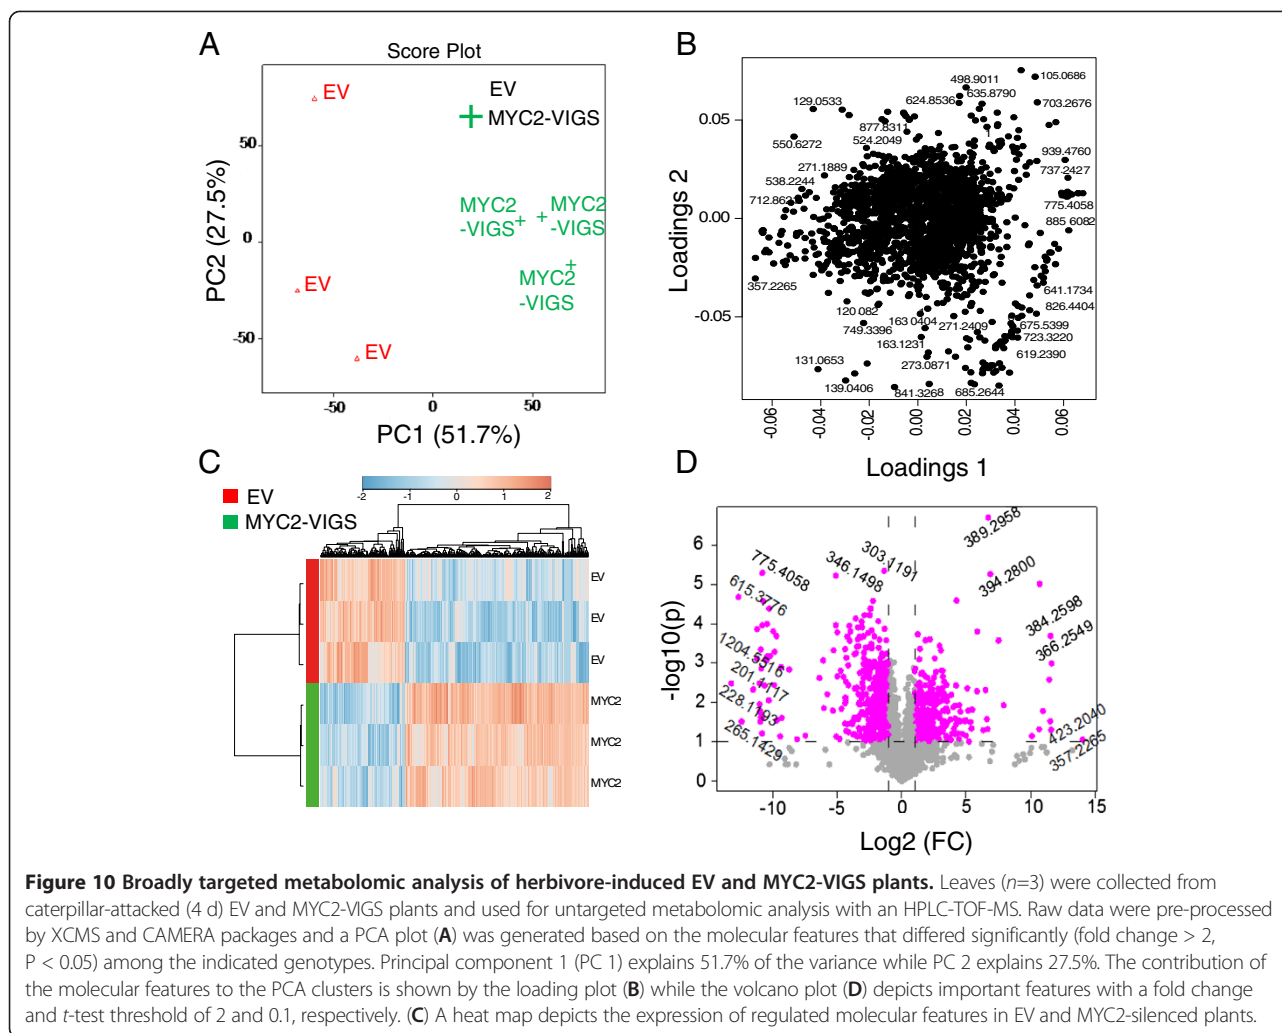 A
Score Plot
EV
EV
MYC2-VIGS
50
MYC2
-VIGS
MYC2
-VIGS
0
EV
MYC2
-VIGS
-50
EV
PC2 (27.5%)
-50
0
50
PC1 (51.7%)
B
498.9011
105.0686
129.0533
624.8536
635.8790
703.2676
0.05
877.8311
550.6272
524.2049
939.4760
271.1889
737.2427
538.2244
712.862
775.4058
0.00
885 6082
357.2265
641.1734
120 082
826.4404
163 0404
271.2409
675.5399
-0.05
749.3396
163.1231
723.3220
619.2390
131.0653
273.0871
139.0406
841.3268
685.2644
Loadings 2
-0.06
-0.04
-0.02
0.00
0.02
0.04
0.06
Loadings 1
C
EV
MYC2-VIGS
-2
-1
0
1
2
EV
EV
EV
MYC2
MYC2
MYC2
D
389.2958
6
303.1191
775.4058
346.1498
394.2800
5
615.3776
384.2598
4
366.2549
1204.5516
3
201.1117
2
228.1193
423.2040
1
265.1429
357.2265
0
-log10(p)
-10
-5
0
5
10
15
Log2 (FC)
Figure 10 Broadly targeted metabolomic analysis of herbivore-induced EV and MYC2-VIGS plants. Leaves (n=3) were collected from
caterpillar-attacked (4 d) EV and MYC2-VIGS plants and used for untargeted metabolomic analysis with an HPLC-TOF-MS. Raw data were pre-processed
by XCMS and CAMERA packages and a PCA plot (A) was generated based on the molecular features that differed significantly (fold change > 2,
P < 0.05) among the indicated genotypes. Principal component 1 (PC 1) explains 51.7% of the variance while PC 2 explains 27.5%. The contribution of
the molecular features to the PCA clusters is shown by the loading plot (B) while the volcano plot (D) depicts important features with a fold change
and t-test threshold of 2 and 0.1, respectively. (C) A heat map depicts the expression of regulated molecular features in EV and MYC2-silenced plants.